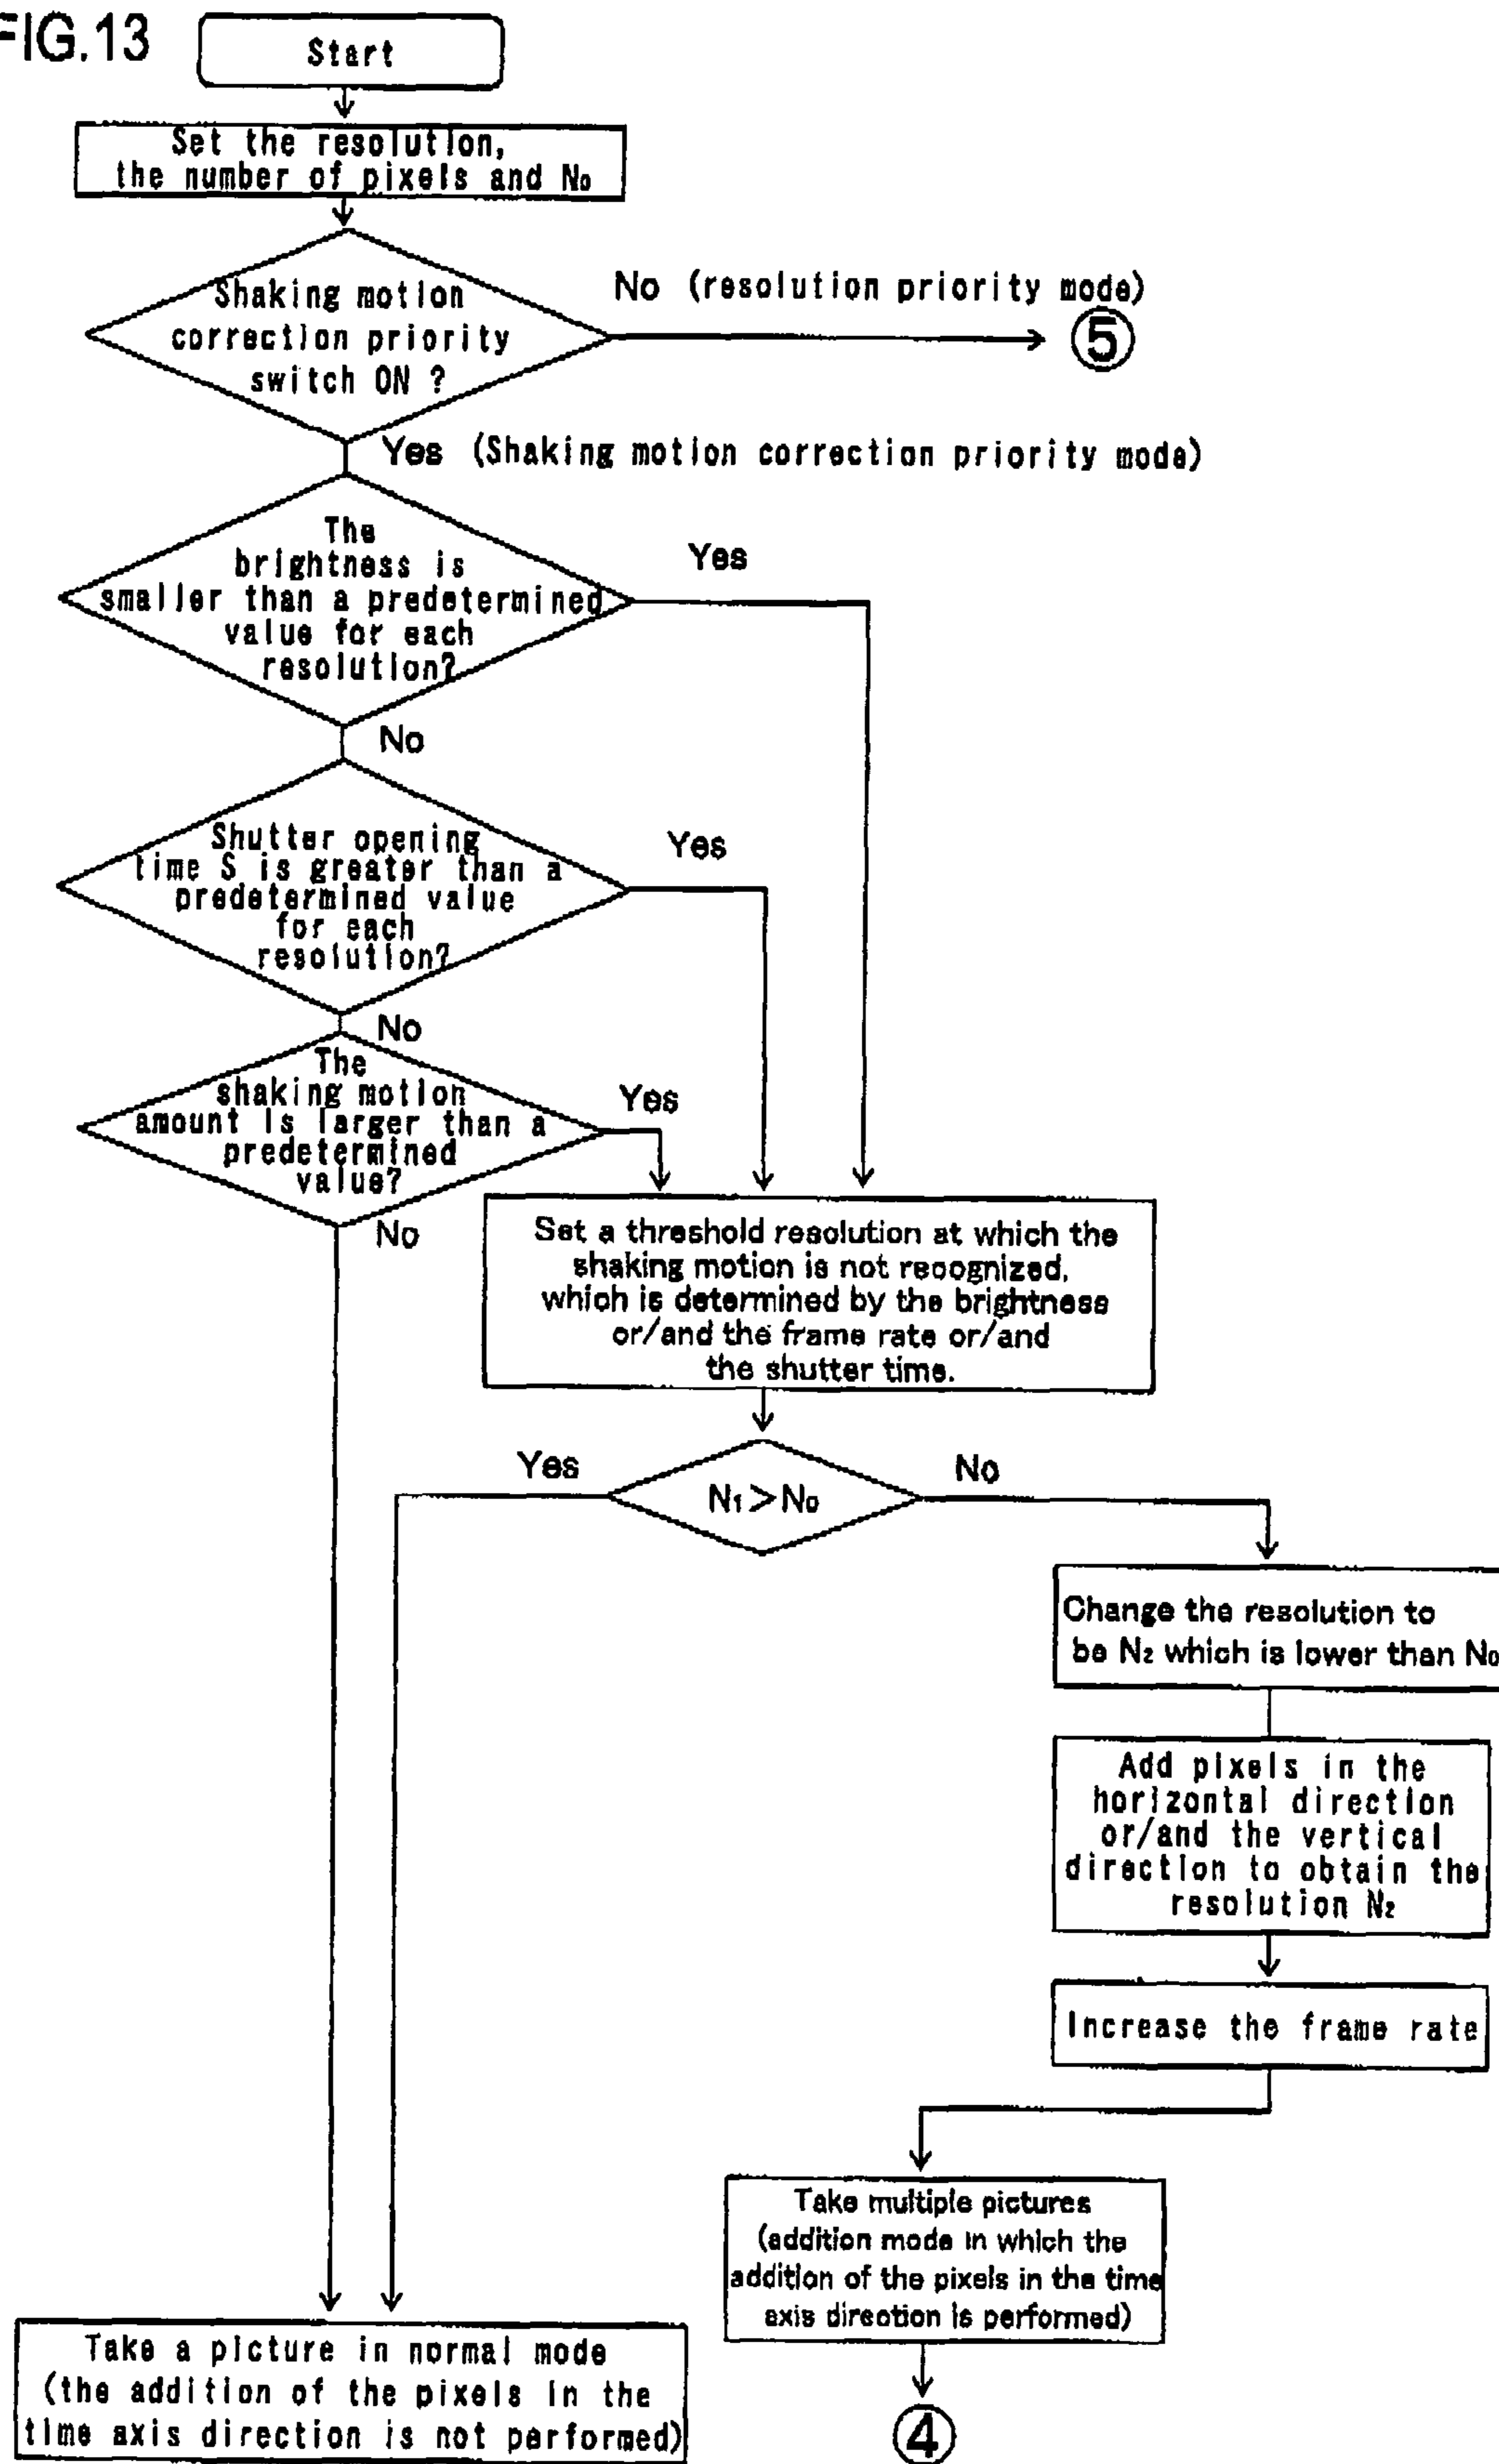 FIG.13
Start
Set the resolution,
the number of pixels and N₀
Shaking motion
correction priority
switch ON ?
No (resolution priority mode)
⑤
Yes (Shaking motion correction priority mode)
The
brightness is
smaller than a predetermined
value for each
resolution?
Yes
No
Shutter opening
time S is greater than a
predetermined value
for each
resolution?
Yes
No
The
shaking motion
amount is larger than a
predetermined
value?
Yes
No
Set a threshold resolution at which the
shaking motion is not recognized,
which is determined by the brightness
or/and the frame rate or/and
the shutter time.
Yes
N₁>N₀
No
Change the resolution to
be N₂ which is lower than N₀
Add pixels in the
horizontal direction
or/and the vertical
direction to obtain the
resolution N₂
Increase the frame rate
Take multiple pictures
(addition mode in which the
addition of the pixels in the time
axis direction is performed)
④
Take a picture in normal mode
(the addition of the pixels in the
time axis direction is not performed)